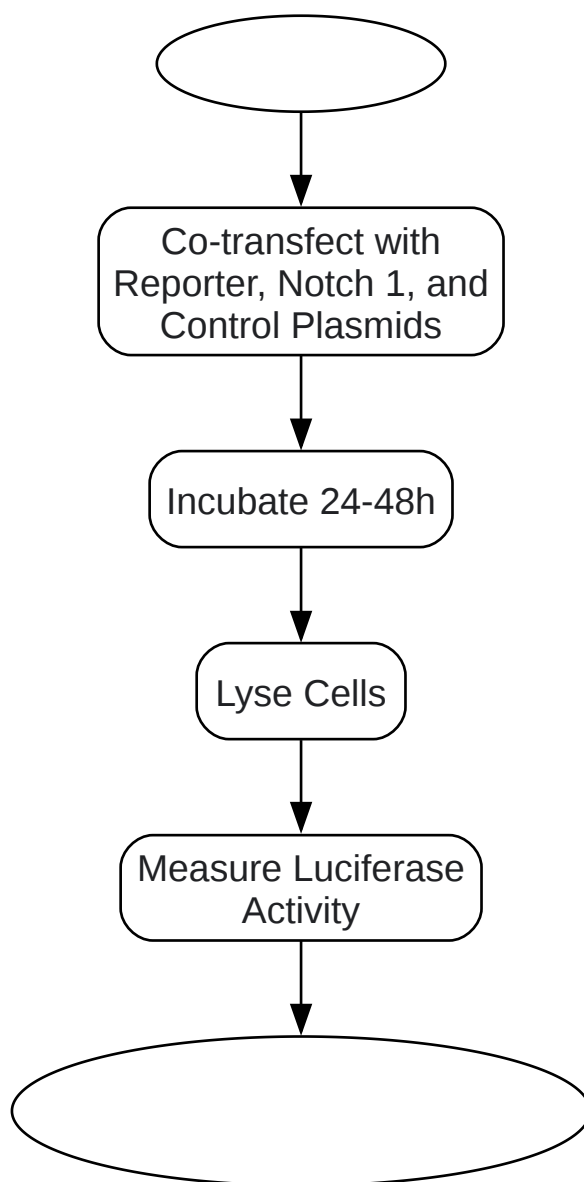 Co-transfect with
Reporter, Notch 1, and
Control Plasmids
Incubate 24-48h
Lyse Cells
Measure Luciferase
Activity